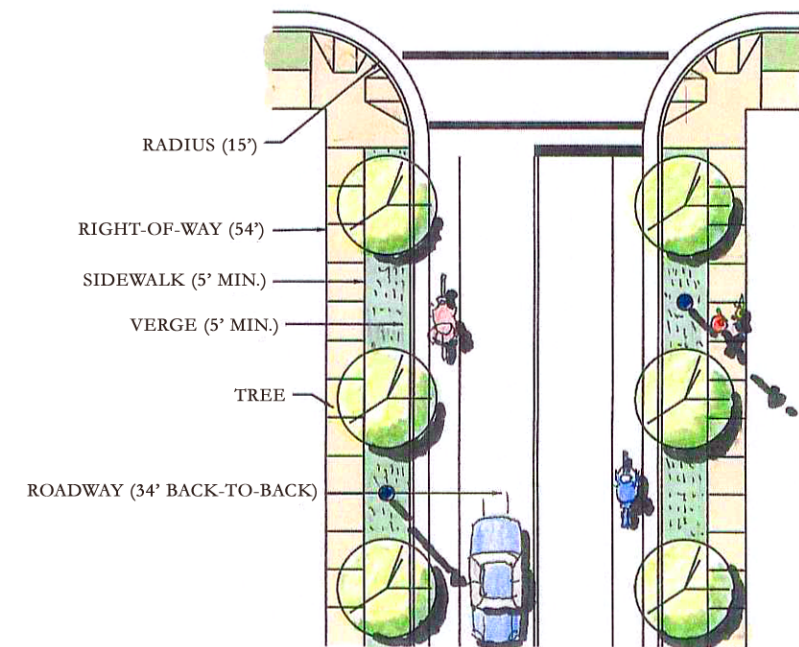 RADIUS (15’)
RIGHT-OF-WAY (54’)
SIDEWALK (5’ MIN.)
VERGE (5’ MIN.)
TREE
ROADWAY (34’ BACK-TO-BACK)